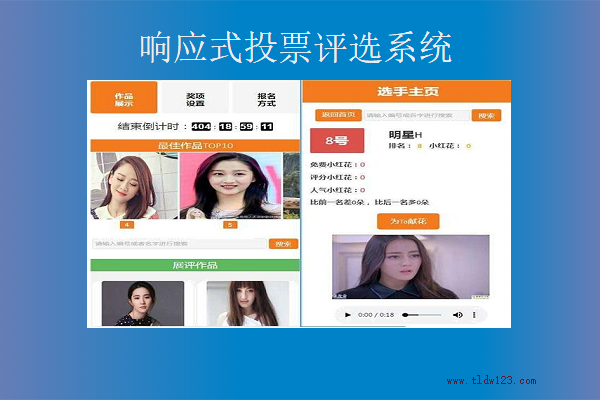 响应式投票评选系统
作品
展示
奖项
设置
报名
方式
结束倒计时：404:18:59:11
最佳作品TOP10
4
5
请输入编号或者名字进行搜索
搜索
展评作品
选手主页
返回首页
请输入编号或名字进行搜索
搜索
8号
明星H
排名： 8 小红花： 0
免费小红花：0
评分小红花：0
人气小红花：0
比前一名差0朵，比后一名多0朵
为To献花
0:00 / 0:18
www.tldw123.com